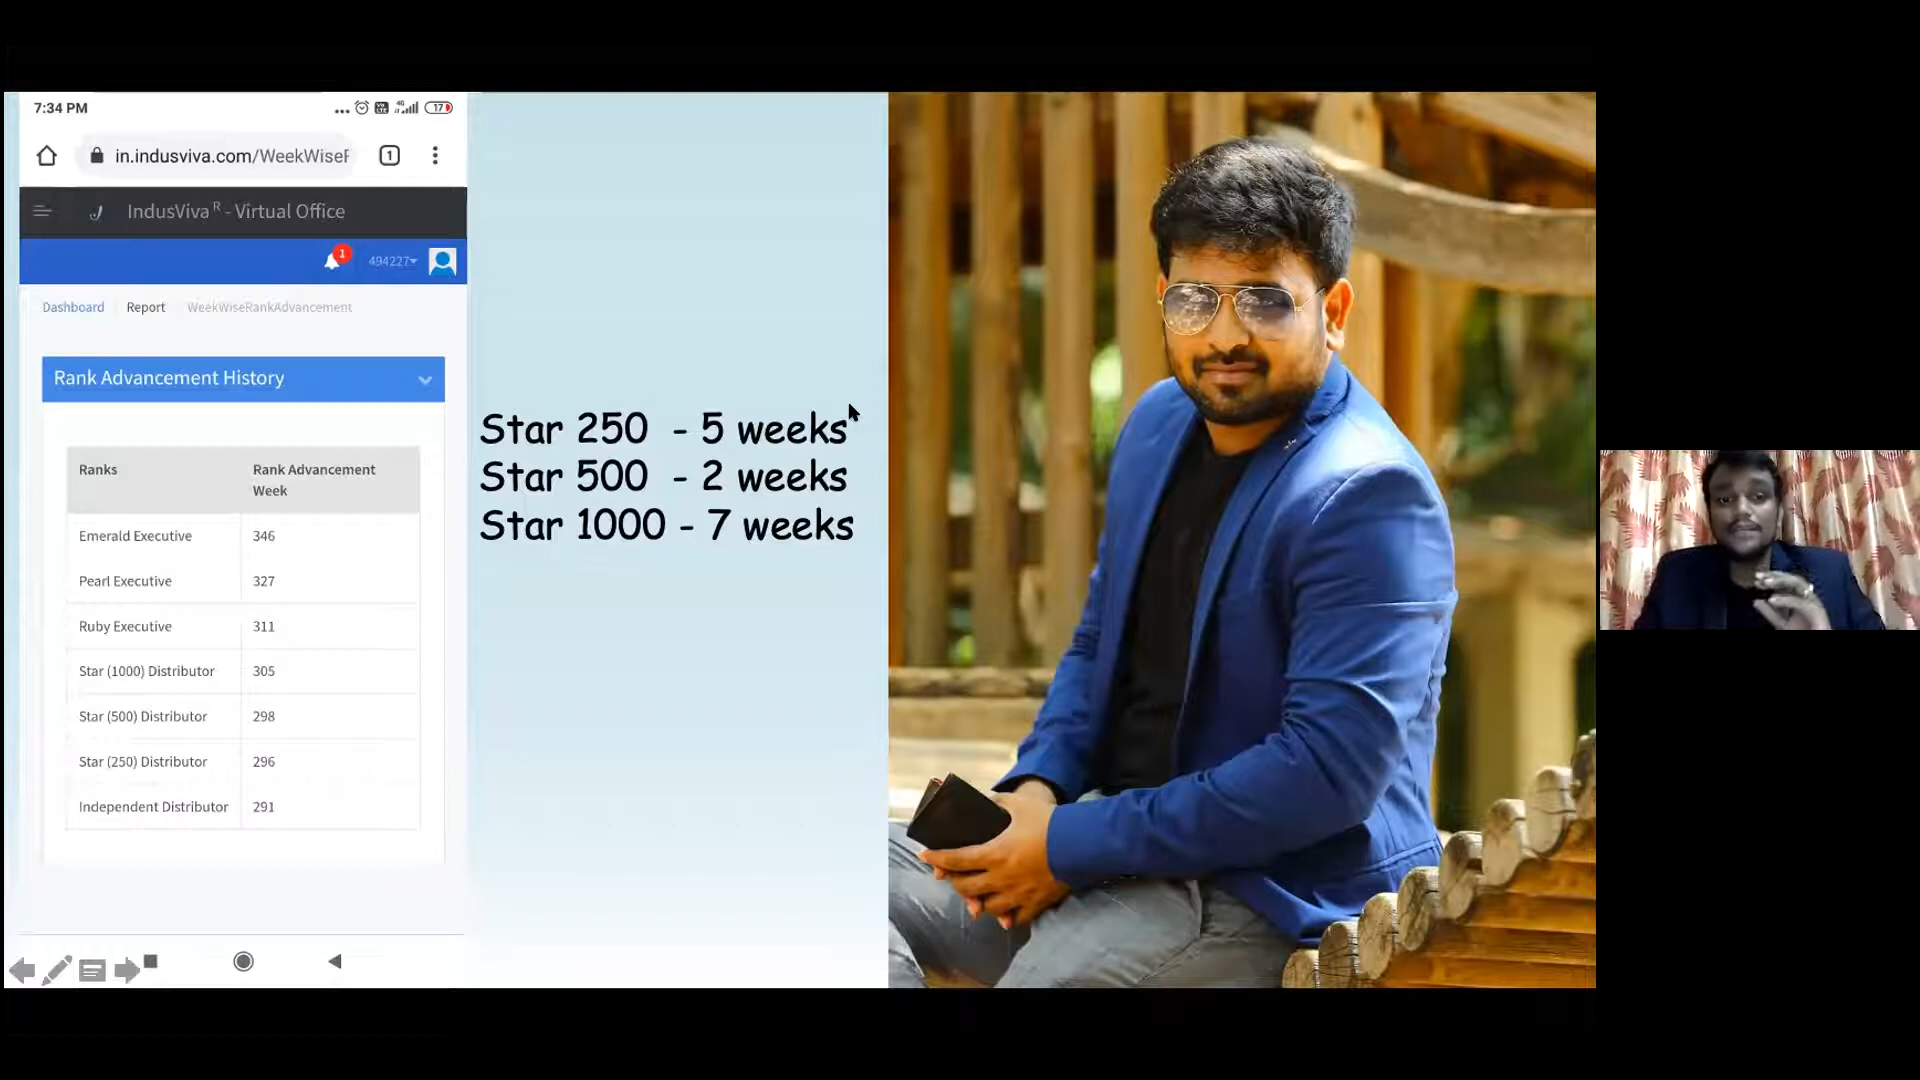 7:34 PM
17
in.indusviva.com/WeekWiseF
1
IndusViva R - Virtual Office
1
494227
Dashboard Report WeekWiseRankAdvancement
Rank Advancement History
Ranks Rank Advancement Week
Emerald Executive 346
Pearl Executive 327
Ruby Executive 311
Star (1000) Distributor 305
Star (500) Distributor 298
Star (250) Distributor 296
Independent Distributor 291
Star 250 - 5 weeks
Star 500 - 2 weeks
Star 1000 - 7 weeks